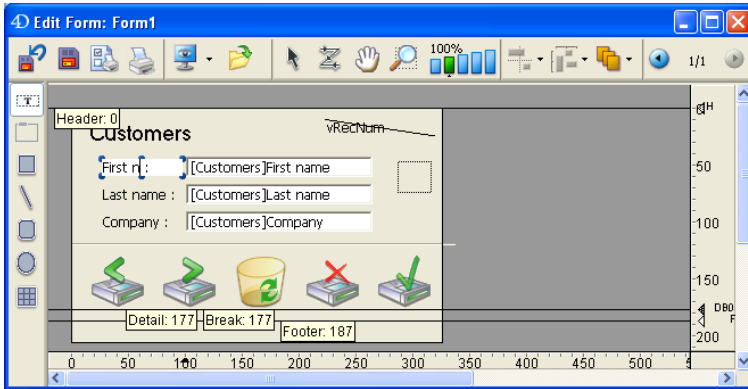 4D Edit Form: Form1
100%
1/1
T
Header: 0
H
Customers
vRecNum
First n :
[Customers]First name
50
Last name :
[Customers]Last name
Company :
[Customers]Company
100
150
Detail: 177
Break: 177
DB0
F
Footer: 187
200
0 50 100 150 200 250 300 350 400 450 500